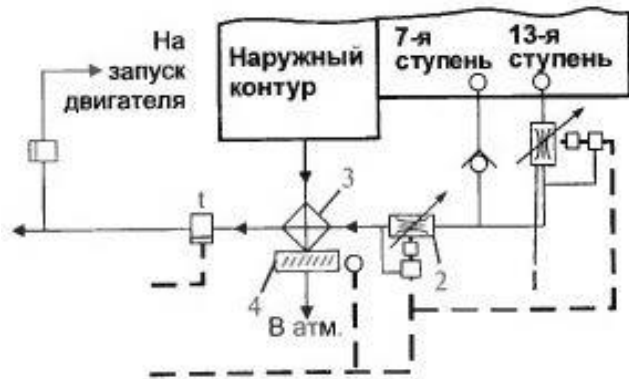 На
запуск
двигателя
Наружный
контур
7-я
ступень
13-я
ступень
t
3
2
4
В атм.